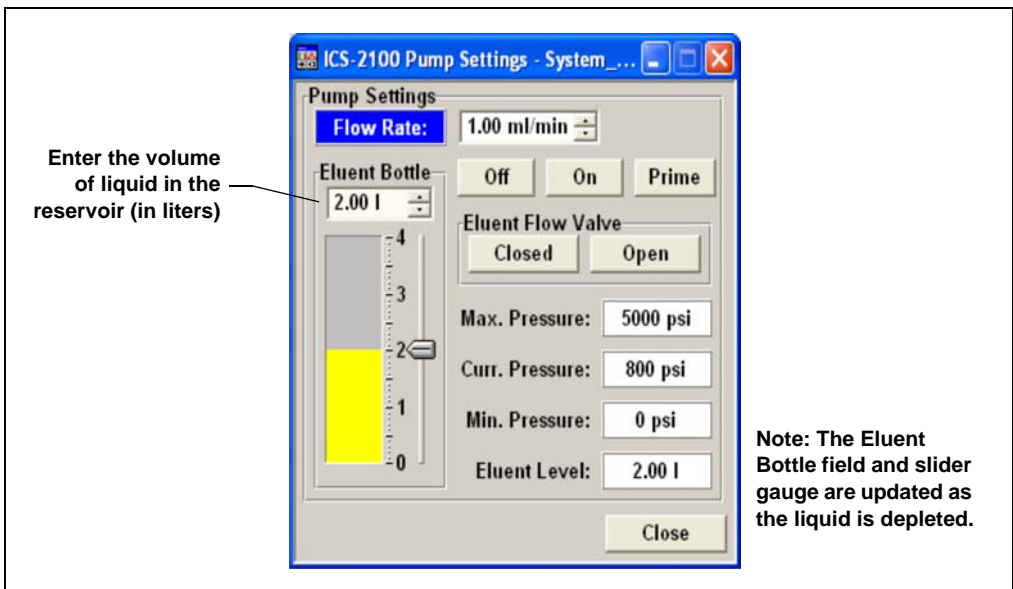 ICS-2100 Pump Settings - System_...
Pump Settings
Flow Rate:
1.00 ml/min
Enter the volume
of liquid in the
reservoir (in liters)
Eluent Bottle
2.00 l
4
3
2
1
0
Off
On
Prime
Eluent Flow Valve
Closed
Open
Max. Pressure:
5000 psi
Curr. Pressure:
800 psi
Min. Pressure:
0 psi
Eluent Level:
2.00 l
Close
Note: The Eluent
Bottle field and slider
gauge are updated as
the liquid is depleted.